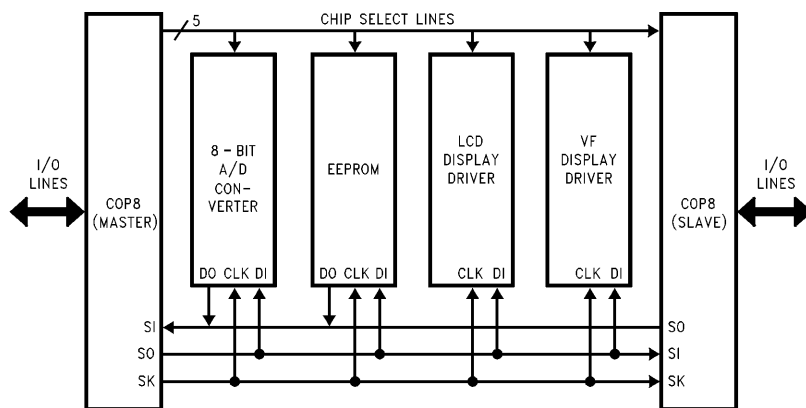 5
CHIP SELECT LINES
I/O
LINES
COP8
(MASTER)
8 - BIT
A/D
CON-
VERTER
DO CLK DI
EEPROM
DO CLK DI
LCD
DISPLAY
DRIVER
CLK DI
VF
DISPLAY
DRIVER
CLK DI
COP8
(SLAVE)
I/O
LINES
SI
SO
SK
SO
SI
SK